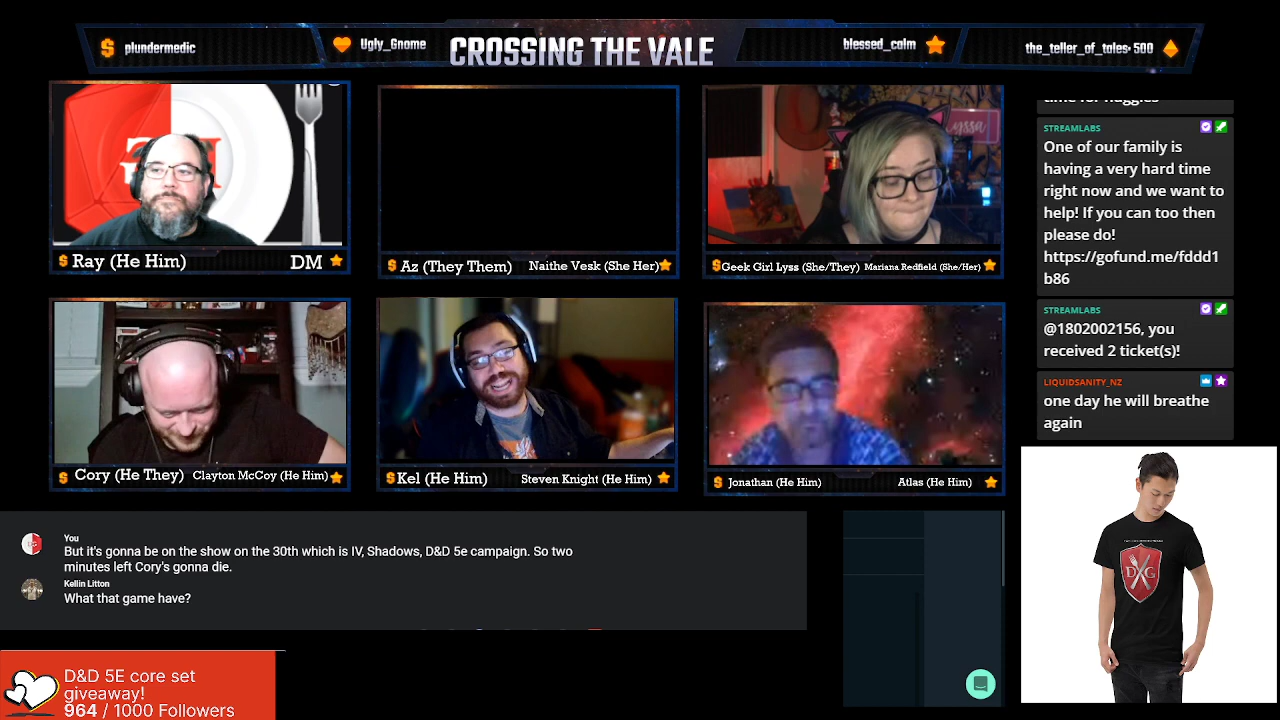 plundermedic
Ugly_Gnome
CROSSING THE VALE
blessed_calm
the_teller_of_tales• 500
Ray (He Him)
DM
Az (They Them)
Naithe Vesk (She Her)
Geek Girl Lyss (She/They)
Mariana Redfield (She/Her)
Cory (He They)
Clayton McCoy (He Him)
Kel (He Him)
Steven Knight (He Him)
Jonathan (He Him)
Atlas (He Him)
STREAMLABS
One of our family is
having a very hard time
right now and we want to
help! If you can too then
please do!
https://gofund.me/fddd1
b86
STREAMLABS
@1802002156, you
received 2 ticket(s)!
LIQUIDSANITY_NZ
one day he will breathe
again
You
But it's gonna be on the show on the 30th which is IV, Shadows, D&D 5e campaign. So two
minutes left Cory's gonna die.
Kellin Litton
What that game have?
D&D 5E core set
giveaway!
964 / 1000 Followers